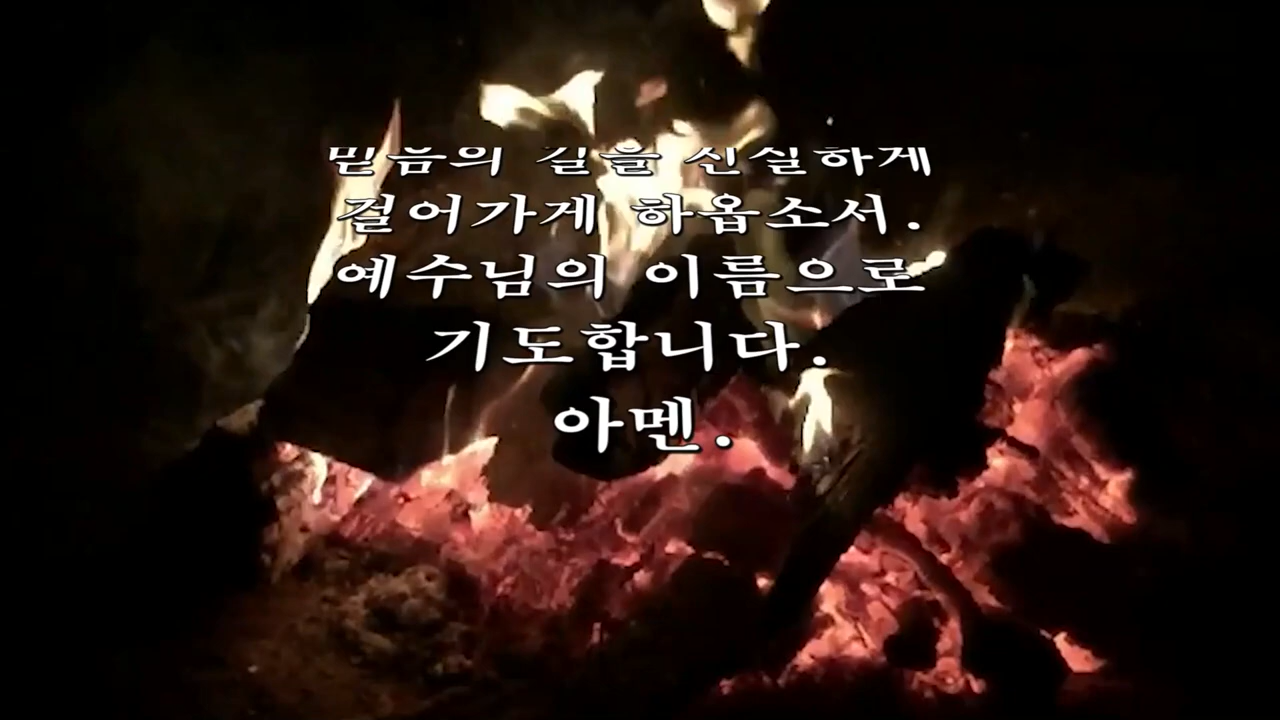 믿음의 길을 신실하게
걸어가게 하옵소서.
예수님의 이름으로
기도합니다.
아멘.